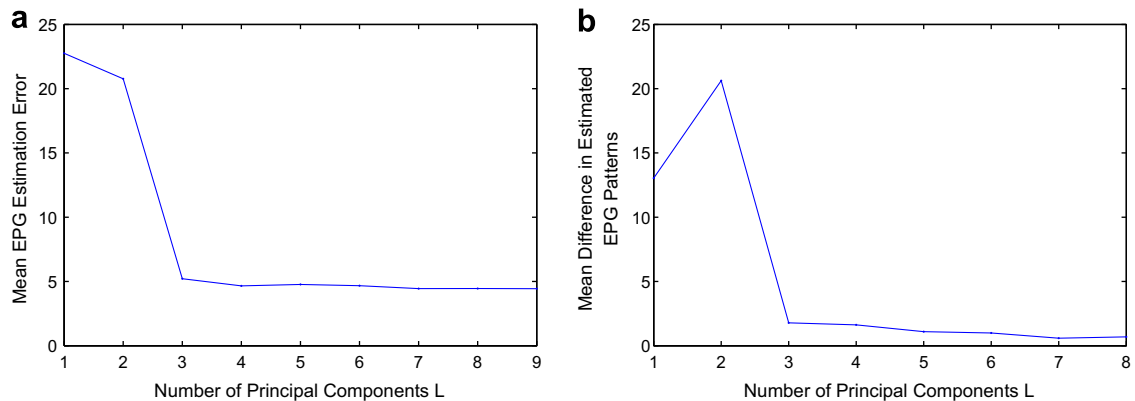 a
25
20
15
10
5
0
1 2 3 4 5 6 7 8 9
Mean EPG Estimation Error
Number of Principal Components L
b
25
20
15
10
5
0
1 2 3 4 5 6 7 8
Mean Difference in Estimated
EPG Patterns
Number of Principal Components L